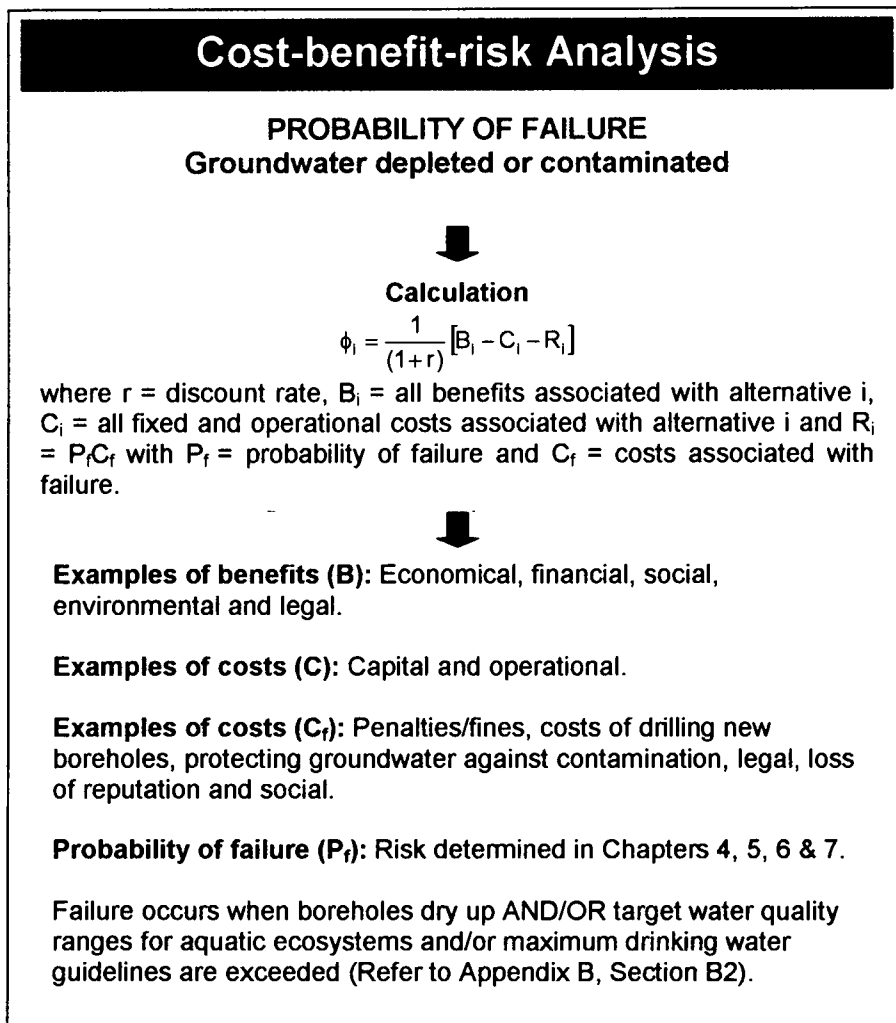 Cost-benefit-risk Analysis
PROBABILITY OF FAILURE
Groundwater depleted or contaminated
Calculation
ϕᵢ = 1/(1+r) [Bᵢ – Cᵢ – Rᵢ]
where r = discount rate, Bᵢ = all benefits associated with alternative i,
Cᵢ = all fixed and operational costs associated with alternative i and Rᵢ
= P_fC_f with P_f = probability of failure and C_f = costs associated with
failure.
Examples of benefits (B): Economical, financial, social,
environmental and legal.
Examples of costs (C): Capital and operational.
Examples of costs (C_f): Penalties/fines, costs of drilling new
boreholes, protecting groundwater against contamination, legal, loss
of reputation and social.
Probability of failure (P_f): Risk determined in Chapters 4, 5, 6 & 7.
Failure occurs when boreholes dry up AND/OR target water quality
ranges for aquatic ecosystems and/or maximum drinking water
guidelines are exceeded (Refer to Appendix B, Section B2).